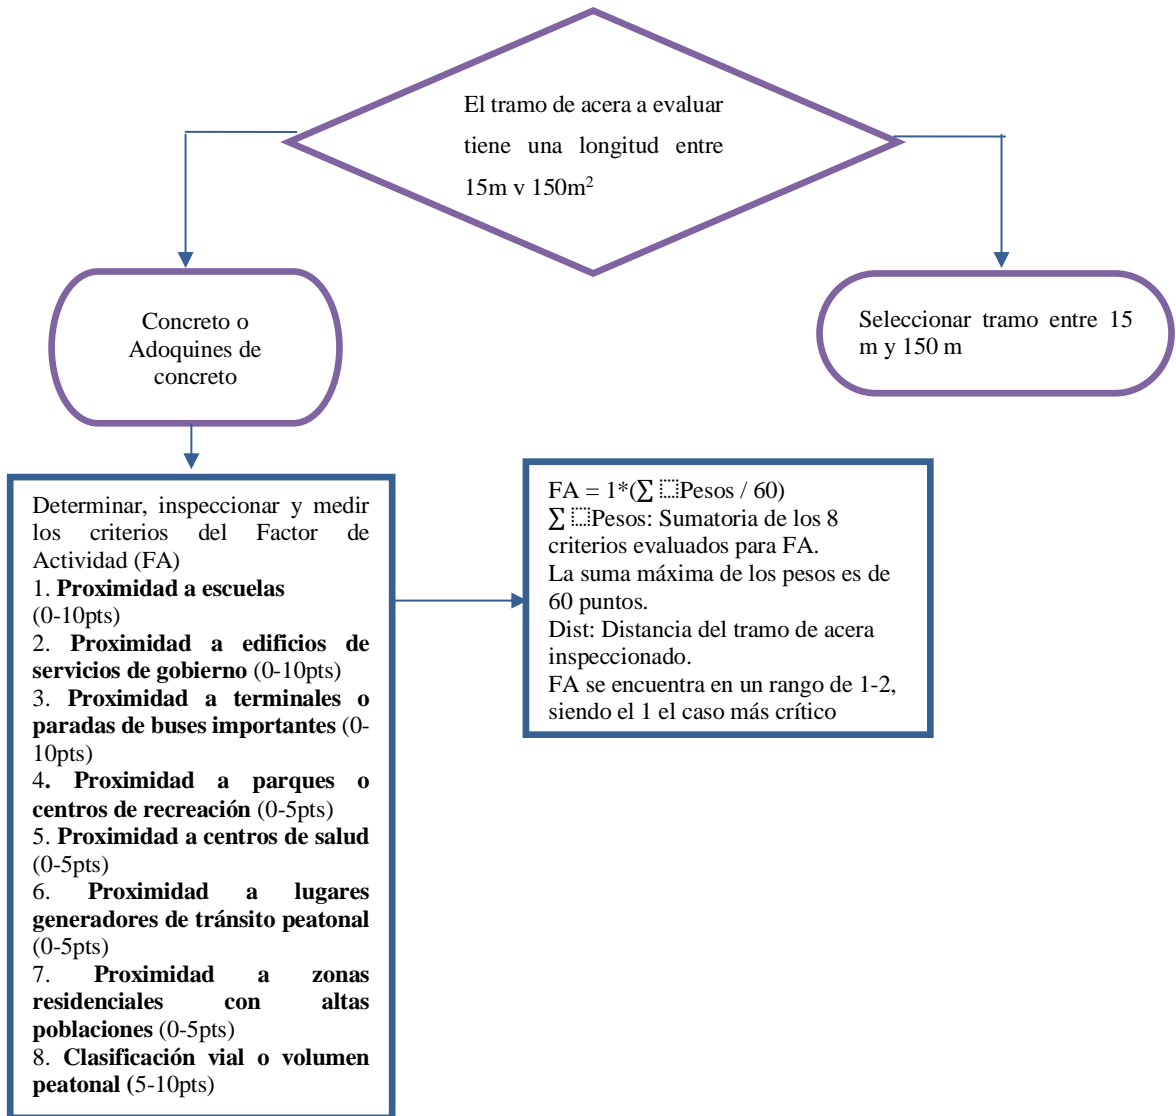 El tramo de acera a evaluar
tiene una longitud entre
15m v 150m²
Concreto o
Adoquines de
concreto
Seleccionar tramo entre 15
m y 150 m
Determinar, inspeccionar y medir
los criterios del Factor de
Actividad (FA)
1. Proximidad a escuelas
(0-10pts)
2. Proximidad a edificios de
servicios de gobierno (0-10pts)
3. Proximidad a terminales o
paradas de buses importantes (0-
10pts)
4. Proximidad a parques o
centros de recreación (0-5pts)
5. Proximidad a centros de salud
(0-5pts)
6. Proximidad a lugares
generadores de tránsito peatonal
(0-5pts)
7. Proximidad a zonas
residenciales con altas
poblaciones (0-5pts)
8. Clasificación vial o volumen
peatonal (5-10pts)
FA = 1*(∑ ⬚Pesos / 60)
∑ ⬚Pesos: Sumatoria de los 8
criterios evaluados para FA.
La suma máxima de los pesos es de
60 puntos.
Dist: Distancia del tramo de acera
inspeccionado.
FA se encuentra en un rango de 1-2,
siendo el 1 el caso más crítico